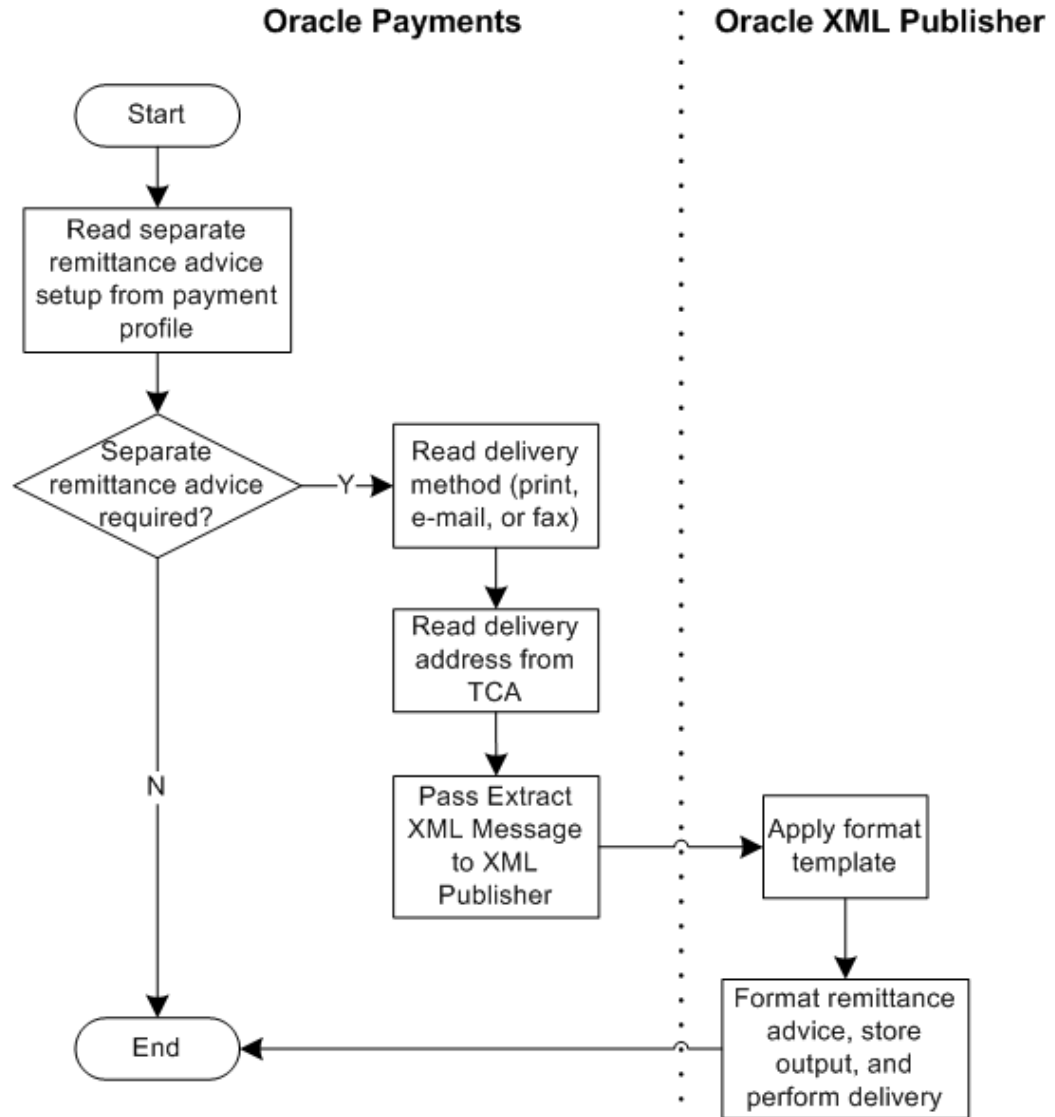 Oracle Payments
Oracle XML Publisher
Start
Read separate
remittance advice
setup from payment
profile
Separate
remittance advice
required?
Y
Read delivery
method (print,
e-mail, or fax)
Read delivery
address from
TCA
N
Pass Extract
XML Message
to XML
Publisher
Apply format
template
Format remittance
advice, store
output, and
perform delivery
End